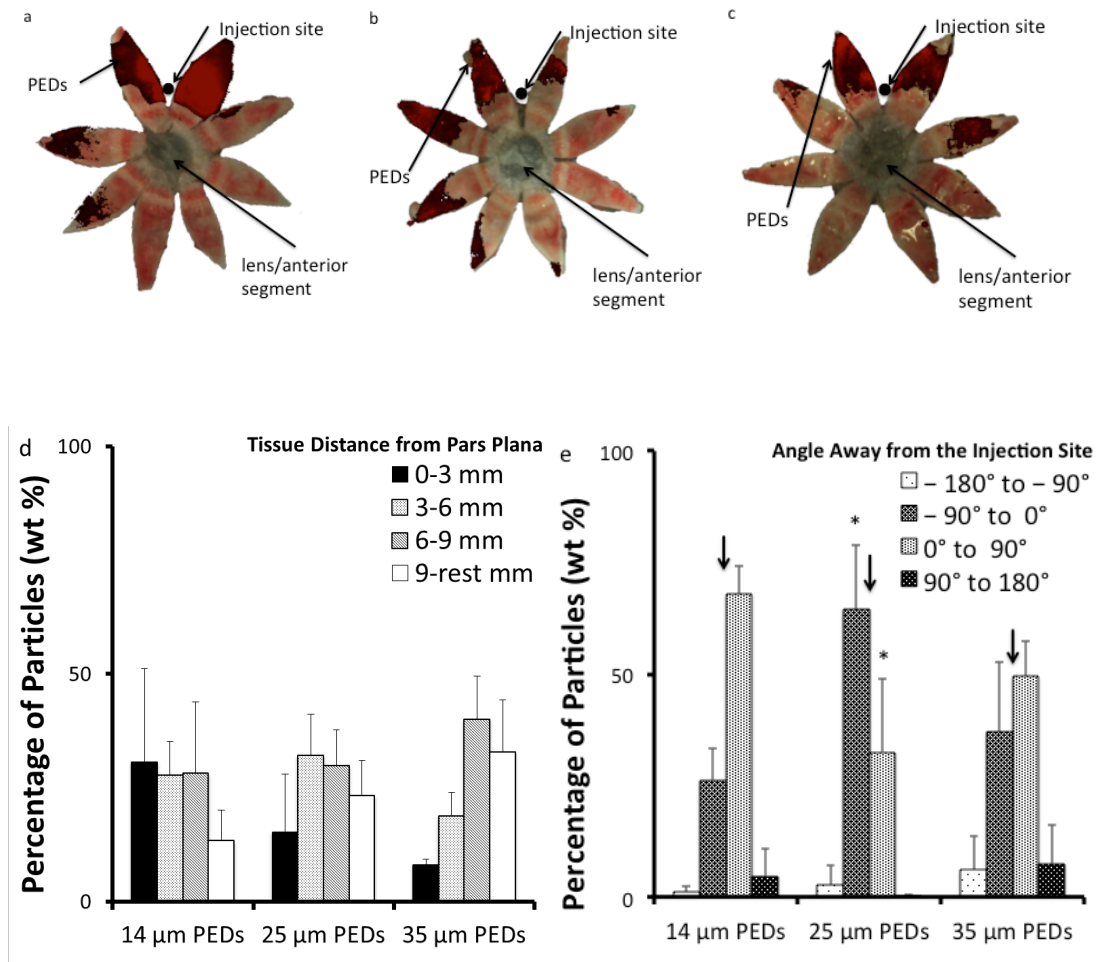 a
Injection site
PEDs
lens/anterior
segment
b
Injection site
PEDs
lens/anterior
segment
c
Injection site
PEDs
lens/anterior
segment
d
Tissue Distance from Pars Plana
0-3 mm
3-6 mm
6-9 mm
9-rest mm
Percentage of Particles (wt %)
100
50
0
14 µm PEDs
25 µm PEDs
35 µm PEDs
e
Angle Away from the Injection Site
– 180° to – 90°
– 90° to 0°
0° to 90°
90° to 180°
Percentage of Particles (wt %)
100
50
0
*
*
14 µm PEDs
25 µm PEDs
35 µm PEDs